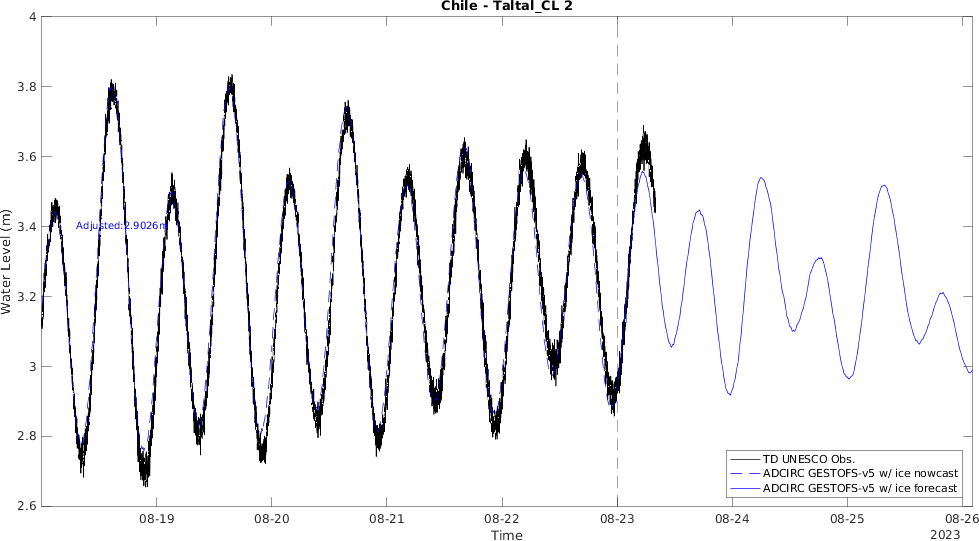 Chile - Taltal_CL 2
4
3.8
3.6
3.4
3.2
3
2.8
2.6
Water Level (m)
Adjusted:2.9026m
08-19
08-20
08-21
08-22
08-23
08-24
08-25
08-26
2023
Time
TD UNESCO Obs.
ADCIRC GESTOFS-v5 w/ ice nowcast
ADCIRC GESTOFS-v5 w/ ice forecast